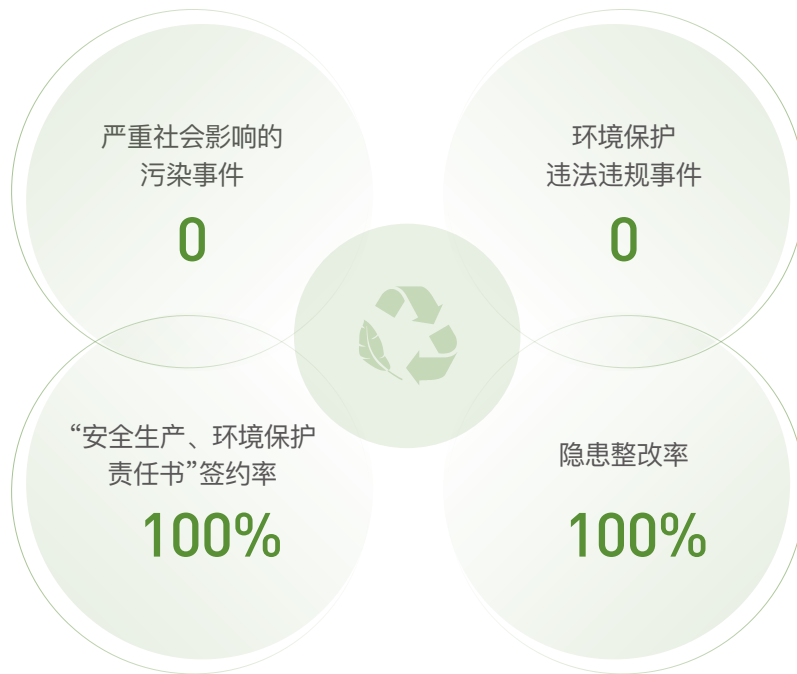 严重社会影响的
污染事件
0
环境保护
违法违规事件
0
“安全生产、环境保护
责任书”签约率
100%
隐患整改率
100%